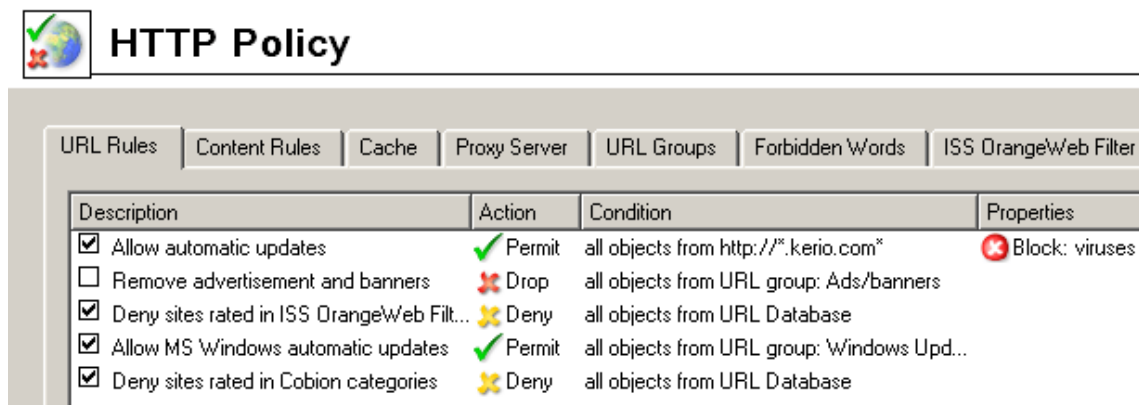 HTTP Policy
URL Rules Content Rules Cache Proxy Server URL Groups Forbidden Words ISS OrangeWeb Filter
Description Action Condition Properties
Allow automatic updates Permit all objects from http://*.kerio.com* Block: viruses
Remove advertisement and banners Drop all objects from URL group: Ads/banners
Deny sites rated in ISS OrangeWeb Filt... Deny all objects from URL Database
Allow MS Windows automatic updates Permit all objects from URL group: Windows Upd...
Deny sites rated in Cobion categories Deny all objects from URL Database